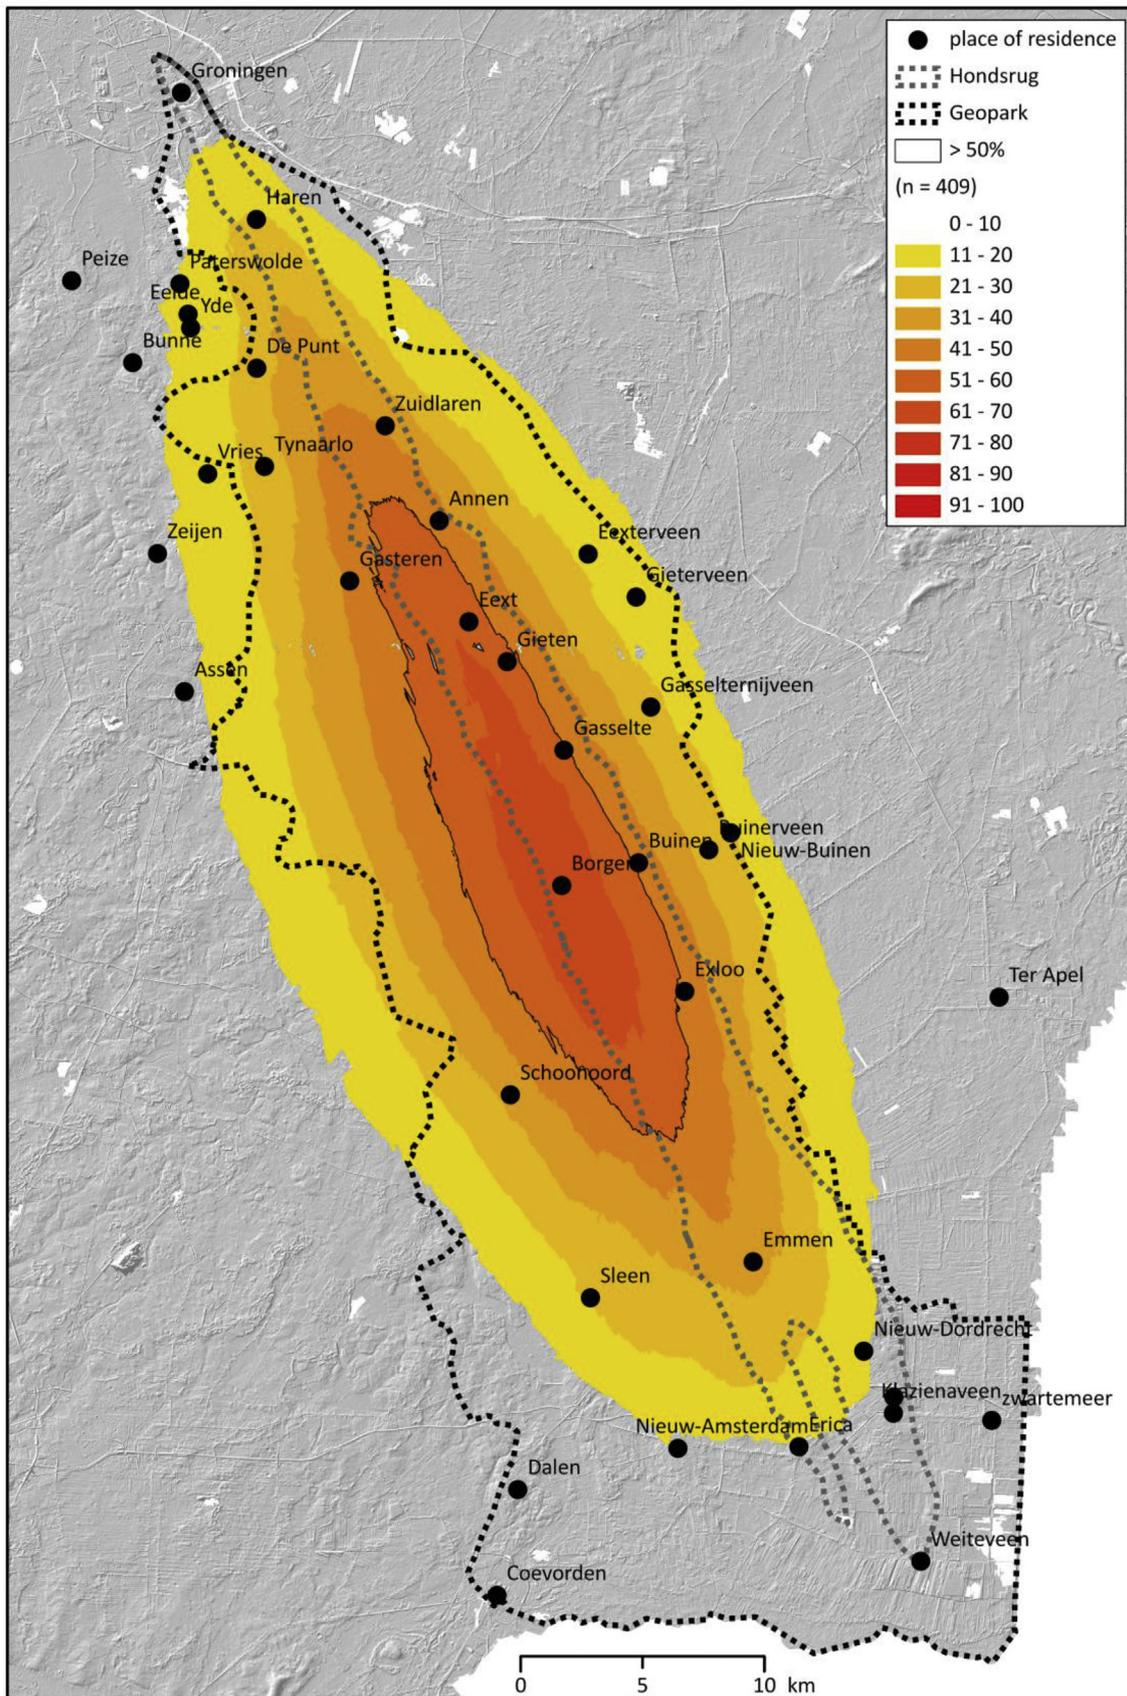 place of residence
Hondsrug
Geopark
> 50%
(n = 409)
0 - 10
11 - 20
21 - 30
31 - 40
41 - 50
51 - 60
61 - 70
71 - 80
81 - 90
91 - 100
Groningen
Haren
Peize
Paterswolde
Eelde
Yde
Bunne
De Punt
Zuidlaren
Vries
Tynaarlo
Annen
Zeijen
Eexterveen
Gasteren
Gieterveen
Eext
Gieten
Assen
Gasselternijveen
Gasselte
Buinerveen
Buinen
Nieuw-Buinen
Borger
Exloo
Ter Apel
Schoonoord
Emmen
Sleen
Nieuw-Dordrecht
Klazienaveen
zwartemeer
Nieuw-Amsterdam
Erica
Dalen
Weiteveen
Coevorden
0 5 10 km